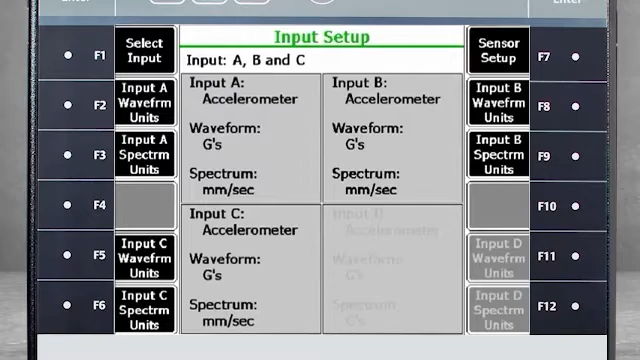 Enter
Enter
Input Setup
Input: A, B and C
F1
Select
Input
F2
Input A
Wavefrm
Units
F3
Input A
Spectrm
Units
F4
F5
Input C
Wavefrm
Units
F6
Input C
Spectrm
Units
Input A:
Accelerometer
Waveform:
G's
Spectrum:
mm/sec
Input B:
Accelerometer
Waveform:
G's
Spectrum:
mm/sec
Input C:
Accelerometer
Waveform:
G's
Spectrum:
mm/sec
Input D
Accelerometer
Waveform
G's
Spectrum
G's
Sensor
Setup
F7
Input B
Wavefrm
Units
F8
Input B
Spectrm
Units
F9
F10
Input D
Wavefrm
Units
F11
Input D
Spectrm
Units
F12